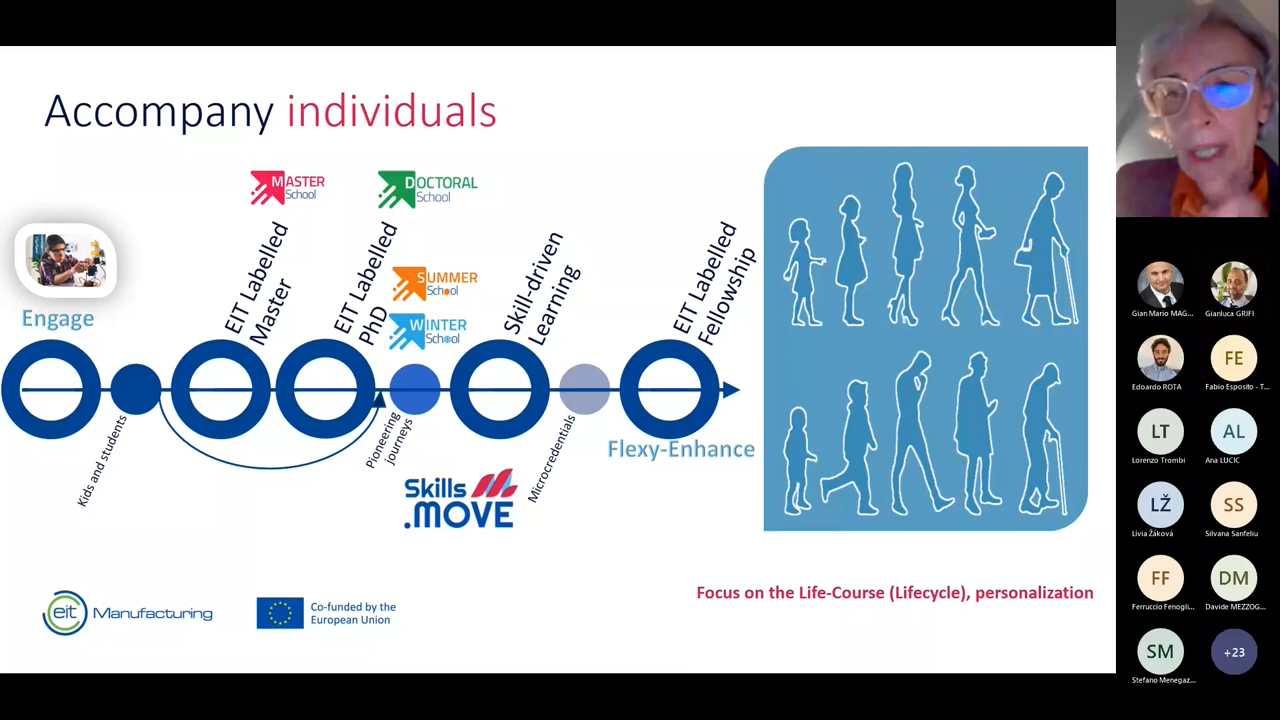 Accompany individuals
MASTER
School
DOCTORAL
School
EIT Labelled
Master
EIT Labelled
PhD
SUMMER
School
WINTER
School
Skill-driven
Learning
EIT Labelled
Fellowship
Engage
Kids and students
Pioneering
journeys
Microcredentials
Flexy-Enhance
Skills
.MOVE
Focus on the Life-Course (Lifecycle), personalization
eit Manufacturing
Co-funded by the
European Union
Gian Mario MAG...
Gianluca GRIFI
Edoardo ROTA
FE
Fabio Esposito - T...
LT
Lorenzo Trombi
AL
Ana LUCIC
LŽ
Lívia Žáková
SS
Silvana Sanfeliu
FF
Ferruccio Fenogli...
DM
Davide MEZZOG...
SM
Stefano Menegaz...
+23